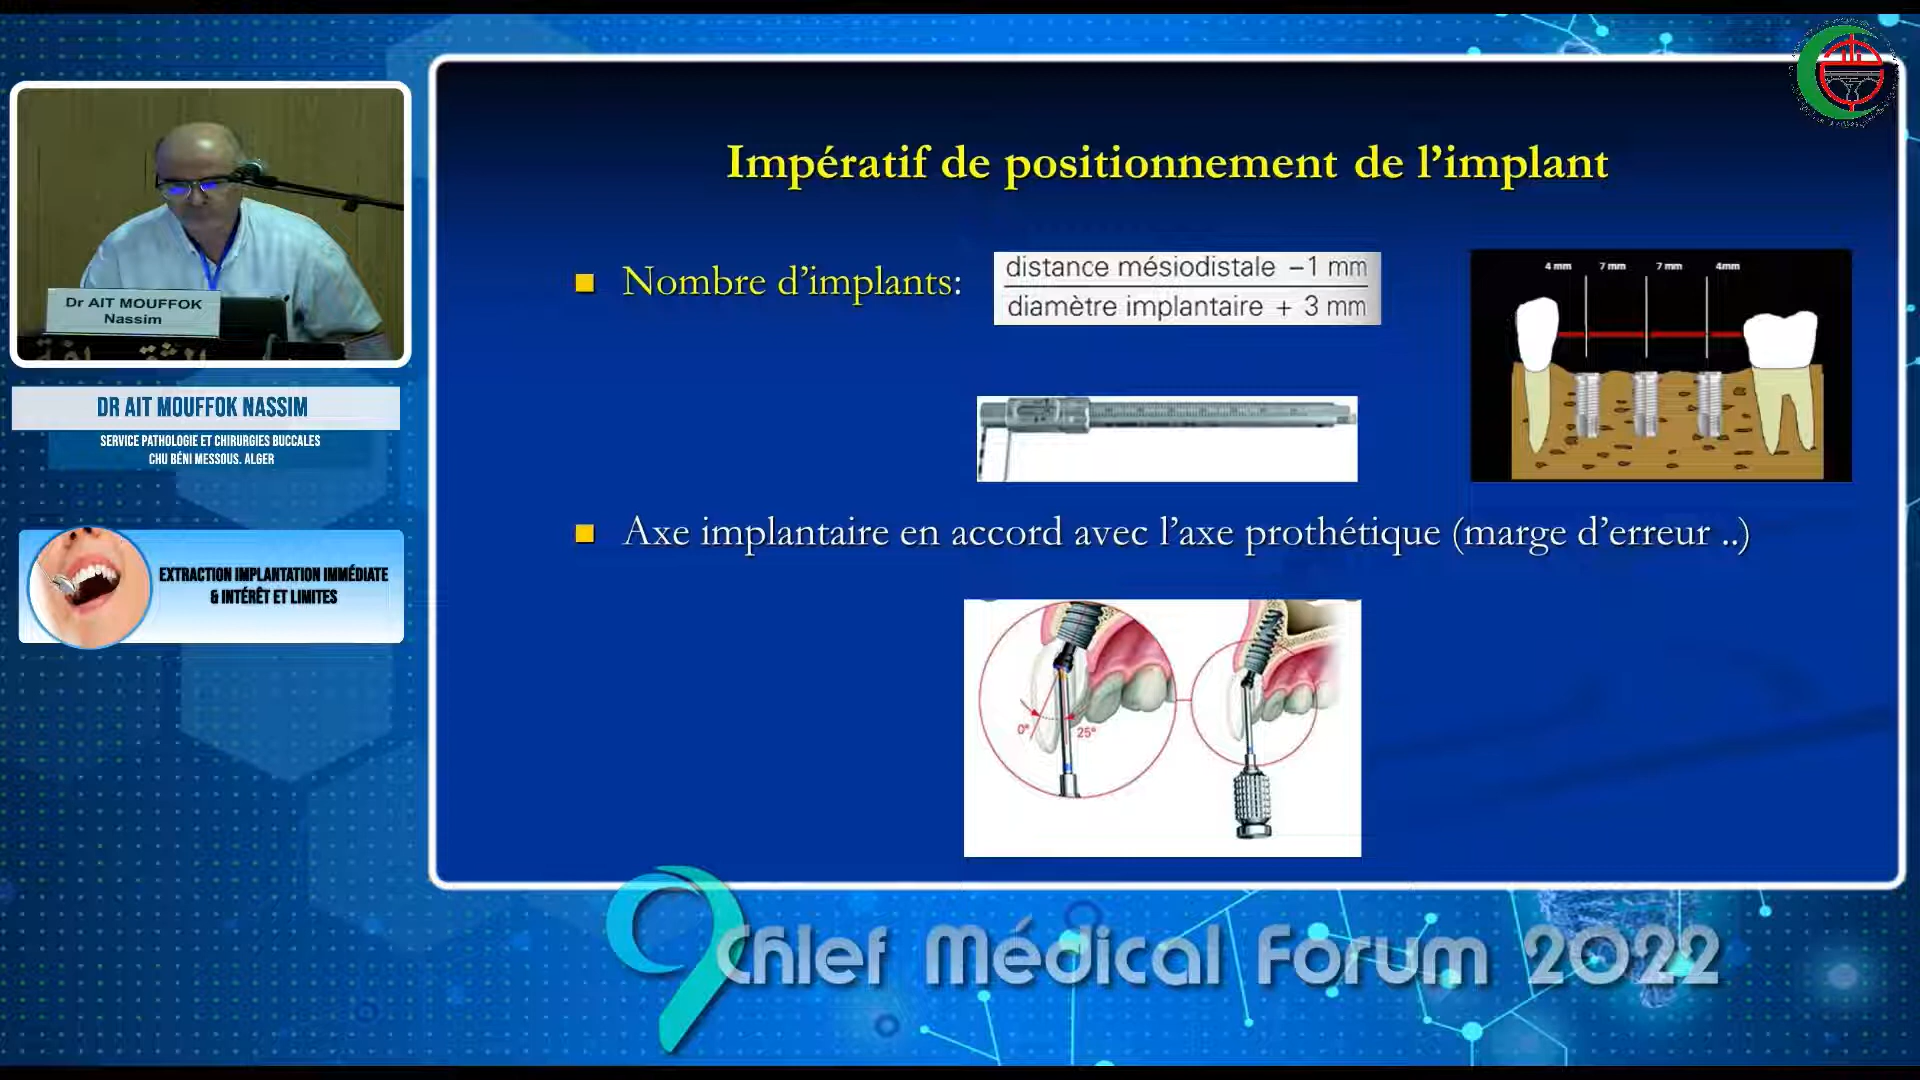 Dr AIT MOUFFOK
Nassim
DR AIT MOUFFOK NASSIM
SERVICE PATHOLOGIE ET CHIRURGIES BUCCALES
CHU BÉNI MESSOUS. ALGER
EXTRACTION IMPLANTATION IMMÉDIATE
& INTÉRÊT ET LIMITES
Impératif de positionnement de l’implant
■ Nombre d’implants:
distance mésiodistale –1 mm
diamètre implantaire + 3 mm
4 mm 7 mm 7 mm 4mm
■ Axe implantaire en accord avec l’axe prothétique (marge d’erreur ..)
0° 25°
9 Chlef Médical Forum 2022